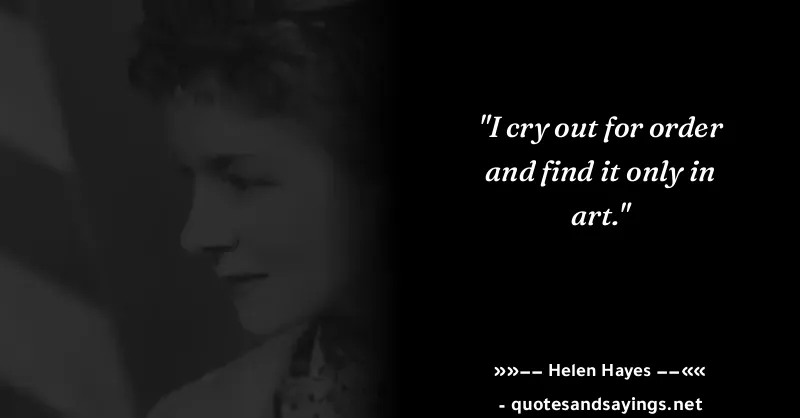 "I cry out for order
and find it only in
art."
»»—— Helen Hayes ——««
- quotesandsayings.net